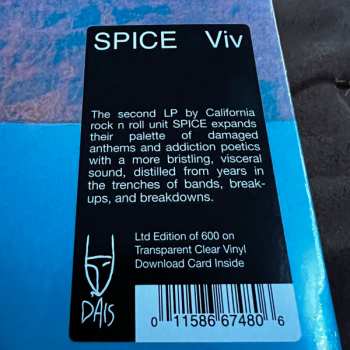 SPICE Viv
The second LP by California
rock n roll unit SPICE expands
their palette of damaged
anthems and addiction poetics
with a more bristling, visceral
sound, distilled from years in
the trenches of bands, break-
ups, and breakdowns.
Ltd Edition of 600 on
Transparent Clear Vinyl
Download Card Inside
DAIS
0 11586 67480 6